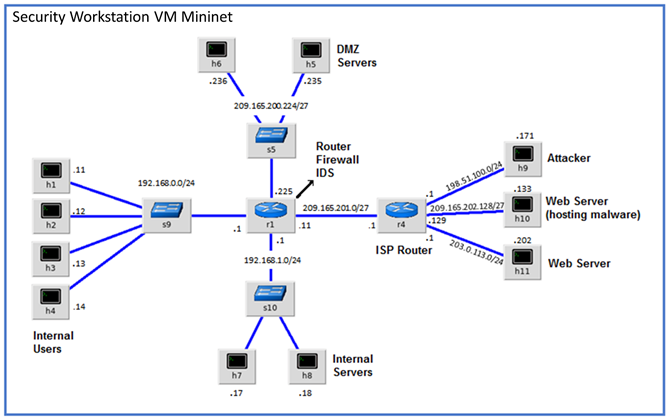 Security Workstation VM Mininet
h6
h5
DMZ
Servers
.236
.235
209.165.200.224/27
s5
Router
Firewall
IDS
.225
.171
h9
Attacker
198.51.100.0/24
.11
h1
192.168.0.0/24
.12
h2
s9
.1
r1
.11
209.165.201.0/27
.1
r4
.1
.133
209.165.202.128/27
.129
h10
Web Server
(hosting malware)
.1
ISP Router
.1
203.0.113.0/24
.202
h11
Web Server
.13
h3
192.168.1.0/24
.14
h4
s10
Internal
Users
h7
.17
h8
.18
Internal
Servers